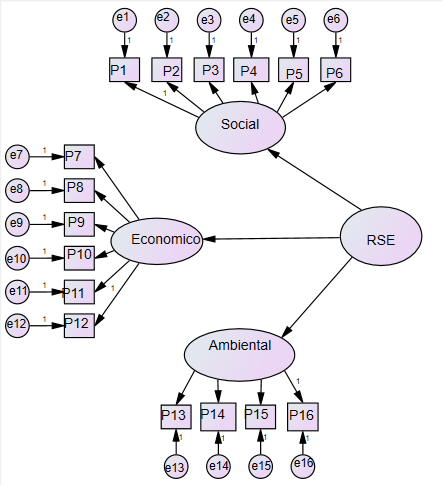 e1 e2 e3 e4 e5 e6
1 1 1 1 1 1
P1 P2 P3 P4 P5 P6
1
Social
e7 1 P7
e8 1 P8
e9 1 P9
e10 1 P10
e11 1 P11
e12 1 P12
1
Economico
RSE
Ambiental
1
P13 P14 P15 P16
1 1 1 1
e13 e14 e15 e16